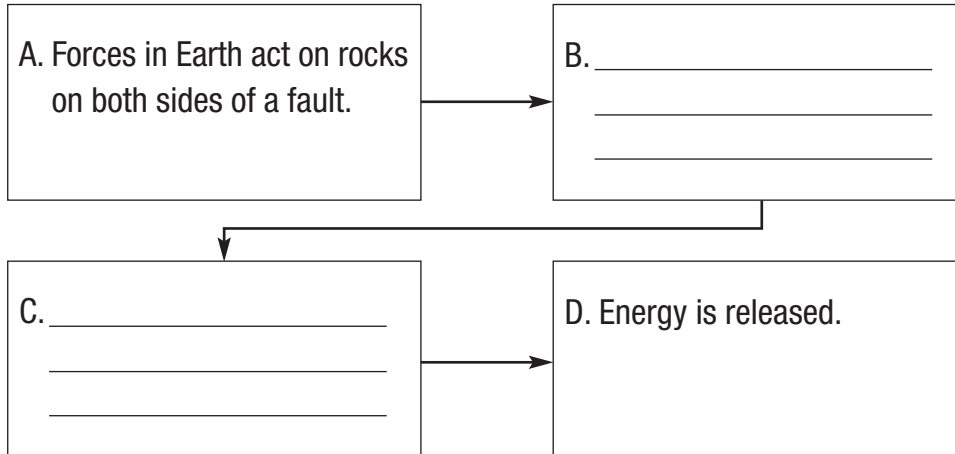 A. Forces in Earth act on rocks
on both sides of a fault.
B.
C.
D. Energy is released.